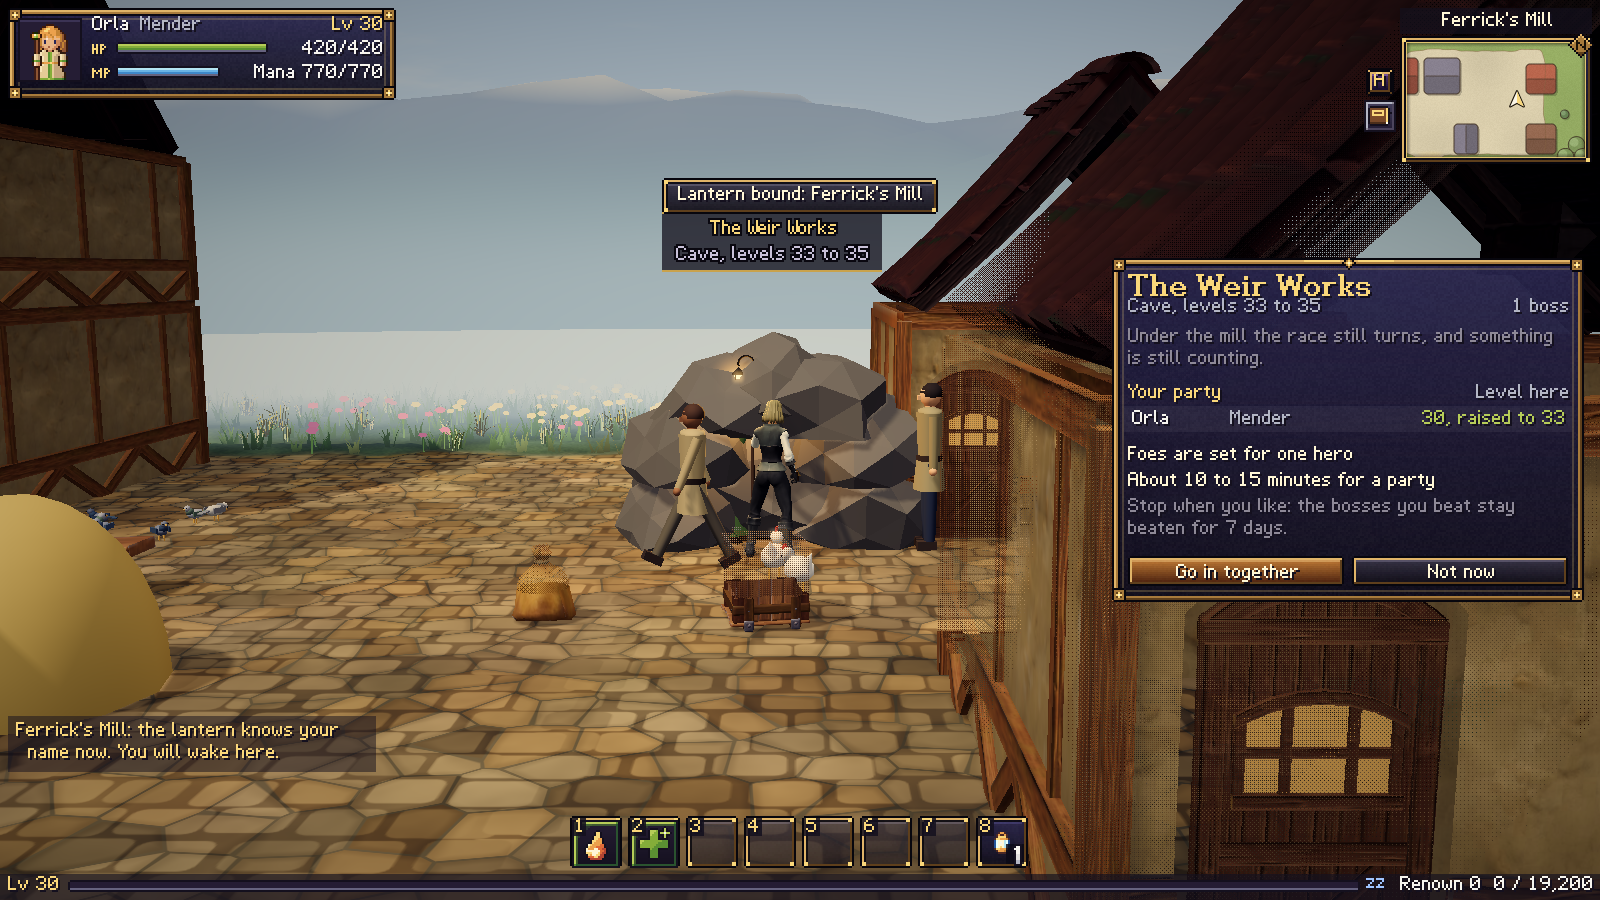 Orla Mender Lv 30
HP 420/420
MP Mana 770/770
Ferrick's Mill
N
H
Lantern bound: Ferrick's Mill
The Weir Works
Cave, levels 33 to 35
The Weir Works
Cave, levels 33 to 35 1 boss
Under the mill the race still turns, and something
is still counting.
Your party Level here
Orla Mender 30, raised to 33
Foes are set for one hero
About 10 to 15 minutes for a party
Stop when you like: the bosses you beat stay
beaten for 7 days.
Go in together Not now
Ferrick's Mill: the lantern knows your
name now. You will wake here.
1 2 3 4 5 6 7 8
1
Lv 30 zz Renown 0 0 / 19,200